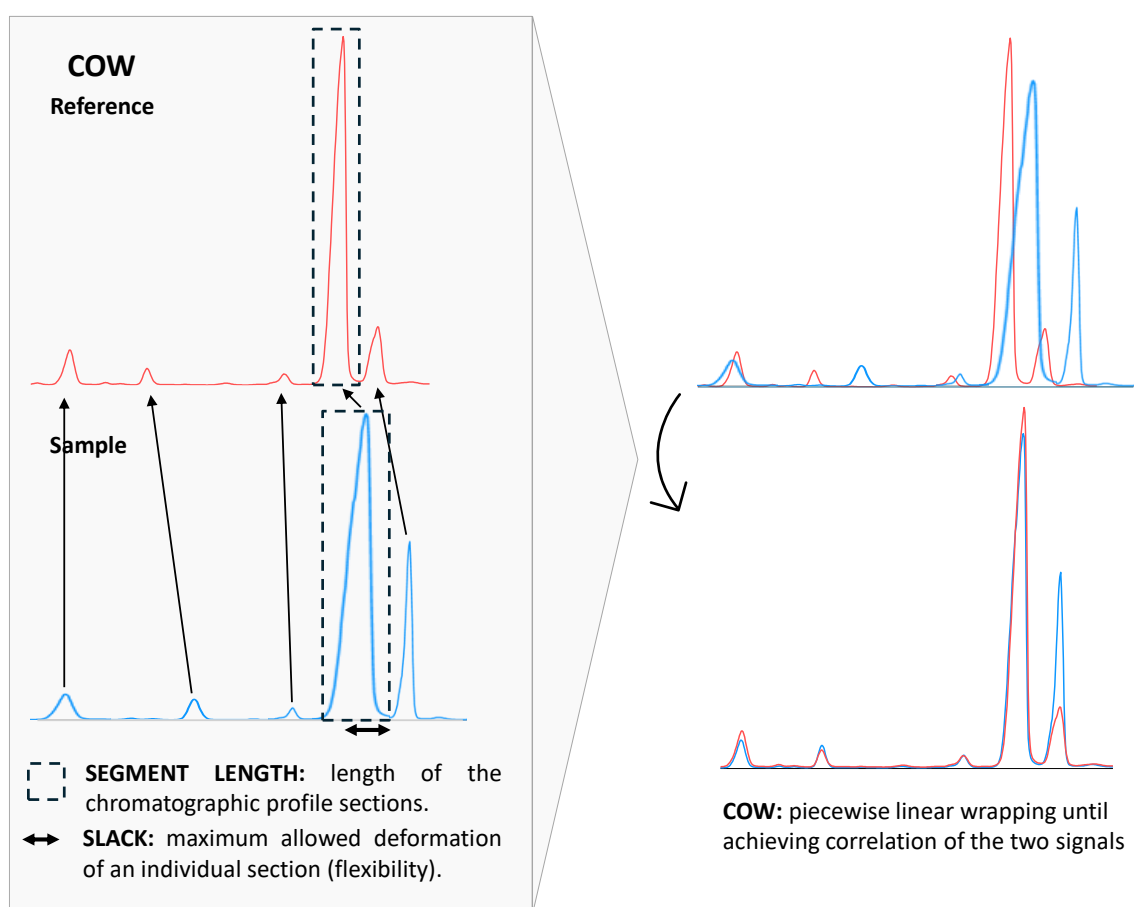 COW
Reference
Sample
SEGMENT LENGTH: length of the
chromatographic profile sections.
SLACK: maximum allowed deformation
of an individual section (flexibility).
COW: piecewise linear wrapping until
achieving correlation of the two signals